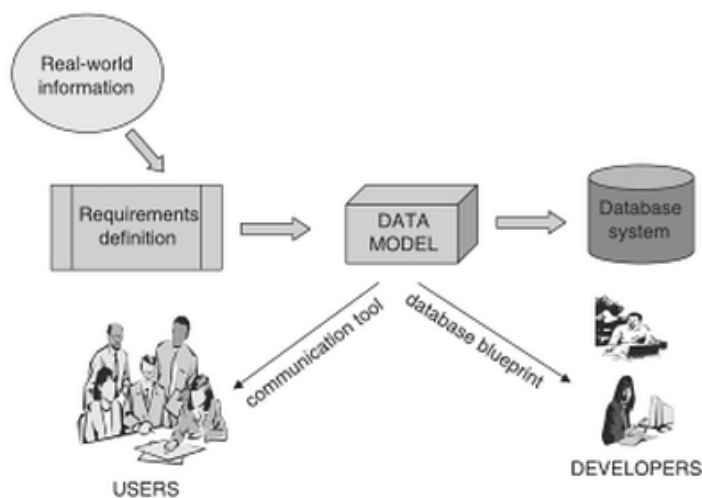 Real-world
information
Requirements
definition
DATA
MODEL
Database
system
communication tool
database blueprint
USERS
DEVELOPERS